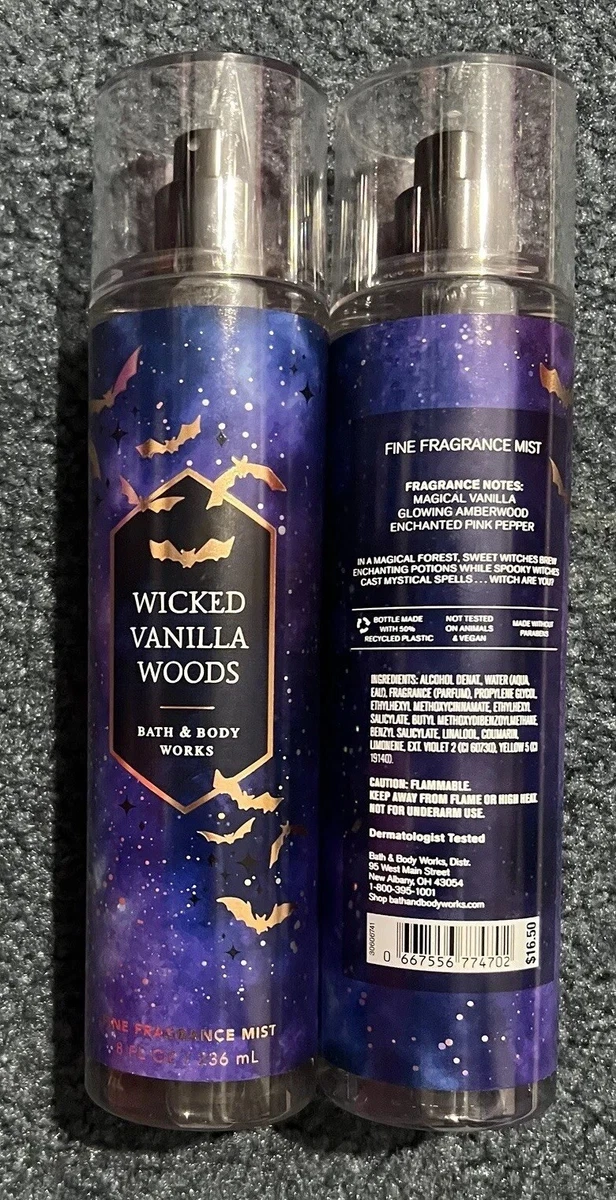 WICKED
VANILLA
WOODS
BATH & BODY
WORKS
FINE FRAGRANCE MIST
8 FL OZ / 236 mL
FINE FRAGRANCE MIST
FRAGRANCE NOTES:
MAGICAL VANILLA
GLOWING AMBERWOOD
ENCHANTED PINK PEPPER
IN A MAGICAL FOREST, SWEET WITCHES BREW
ENCHANTING POTIONS WHILE SPOOKY WITCHES
CAST MYSTICAL SPELLS . . . WITCH ARE YOU?
BOTTLE MADE
WITH 50%
RECYCLED PLASTIC
NOT TESTED
ON ANIMALS
& VEGAN
MADE WITHOUT
PARABENS
INGREDIENTS: ALCOHOL DENAT., WATER (AQUA,
EAU), FRAGRANCE (PARFUM), PROPYLENE GLYCOL,
ETHYLHEXYL METHOXYCINNAMATE, ETHYLHEXYL
SALICYLATE, BUTYL METHOXYDIBENZOYLMETHANE,
BENZYL SALICYLATE, LINALOOL, COUMARIN,
LIMONENE, EXT. VIOLET 2 (CI 60730), YELLOW 5 (CI
19140).
CAUTION: FLAMMABLE.
KEEP AWAY FROM FLAME OR HIGH HEAT.
NOT FOR UNDERARM USE.
Dermatologist Tested
Bath & Body Works, Distr.
95 West Main Street
New Albany, OH 43054
1-800-395-1001
Shop bathandbodyworks.com
30606741
0 667556 774702
$16.50